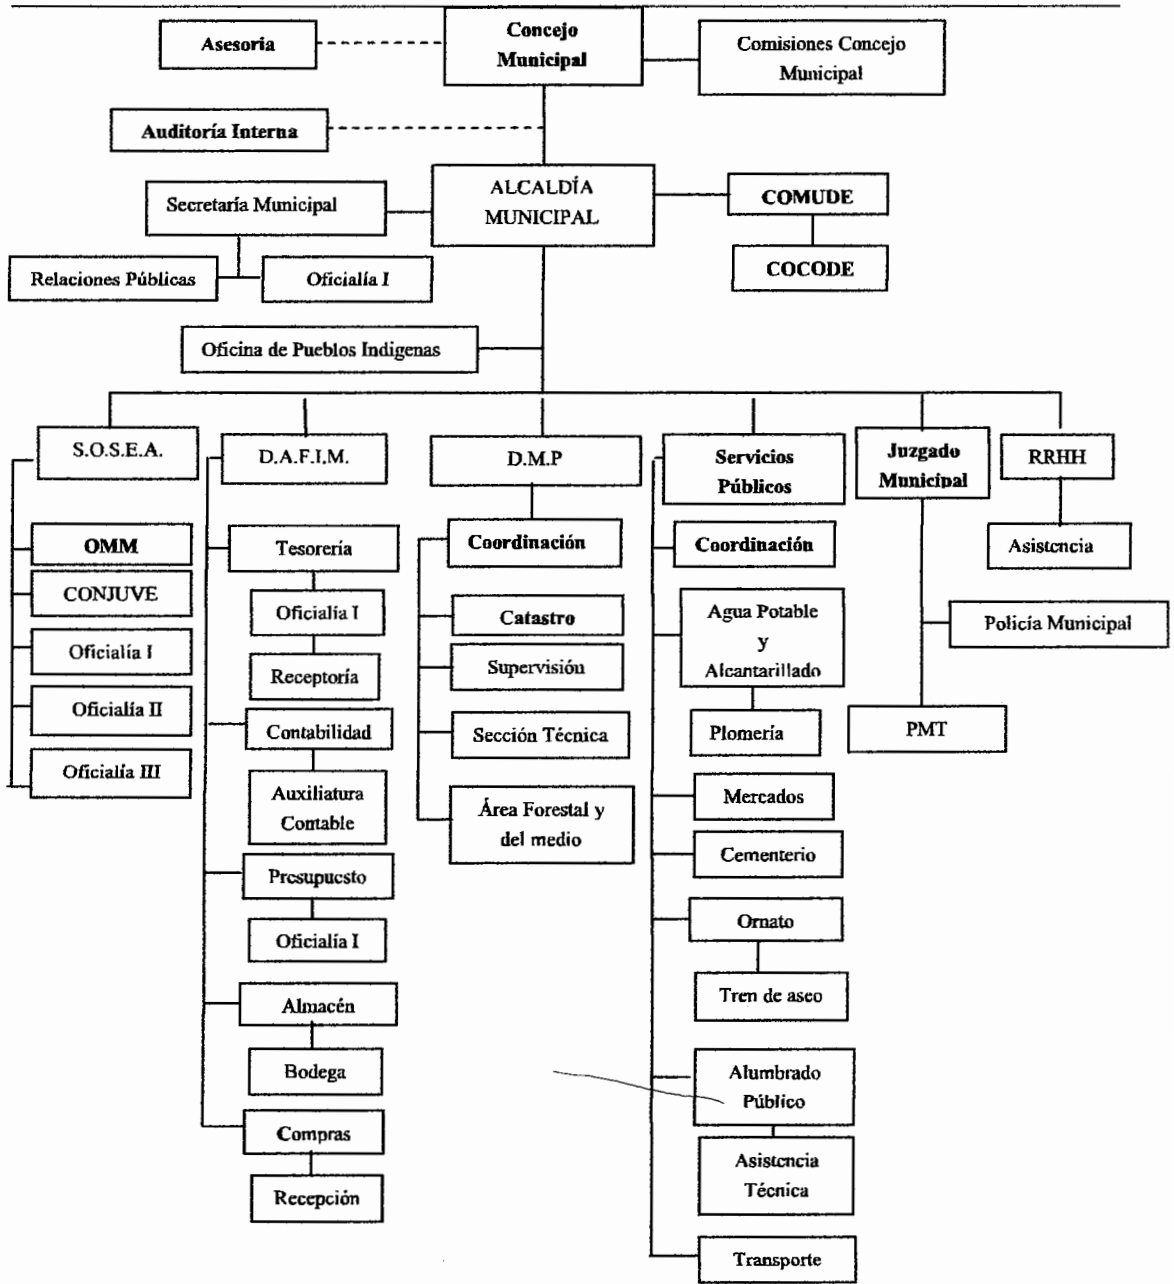 Concejo
Municipal
Asesoria
Comisiones Concejo
Municipal
Auditoría Interna
ALCALDÍA
MUNICIPAL
Secretaría Municipal
COMUDE
COCODE
Relaciones Públicas
Oficialía I
Oficina de Pueblos Indigenas
S.O.S.E.A.
OMM
CONJUVE
Oficialía I
Oficialía II
Oficialía III
D.A.F.I.M.
Tesorería
Oficialía I
Receptoría
Contabilidad
Auxiliatura
Contable
Presupuesto
Oficialía I
Almacén
Bodega
Compras
Recepción
D.M.P
Coordinación
Catastro
Supervisión
Sección Técnica
Área Forestal y
del medio
Servicios
Públicos
Coordinación
Agua Potable
y
Alcantarillado
Plomería
Mercados
Cementerio
Ornato
Tren de aseo
Alumbrado
Público
Asistencia
Técnica
Transporte
Juzgado
Municipal
Policía Municipal
PMT
RRHH
Asistencia